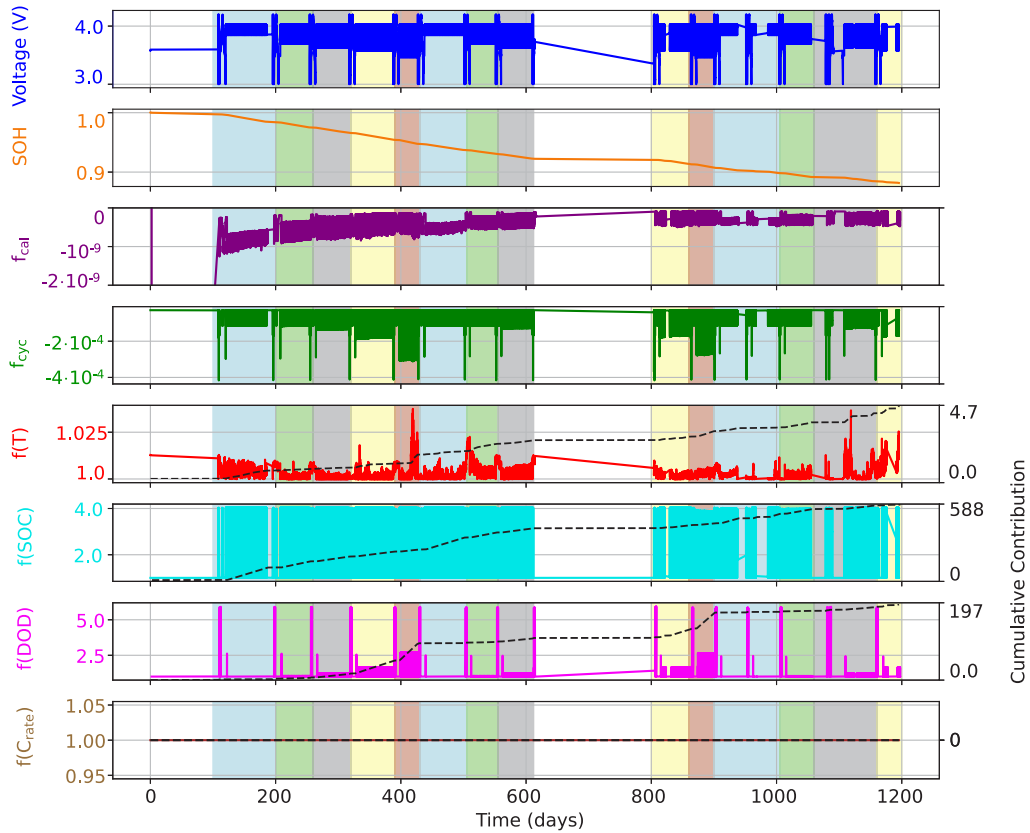 4.0
3.0
Voltage (V)
1.0
0.9
SOH
0
-10⁻⁹
-2·10⁻⁹
f_cal
-2·10⁻⁴
-4·10⁻⁴
f_cyc
1.025
1.0
f(T)
4.7
0.0
4.0
2.0
f(SOC)
588
0
5.0
2.5
f(DOD)
197
0.0
1.05
1.00
0.95
f(C_rate)
0
Cumulative Contribution
0 200 400 600 800 1000 1200
Time (days)